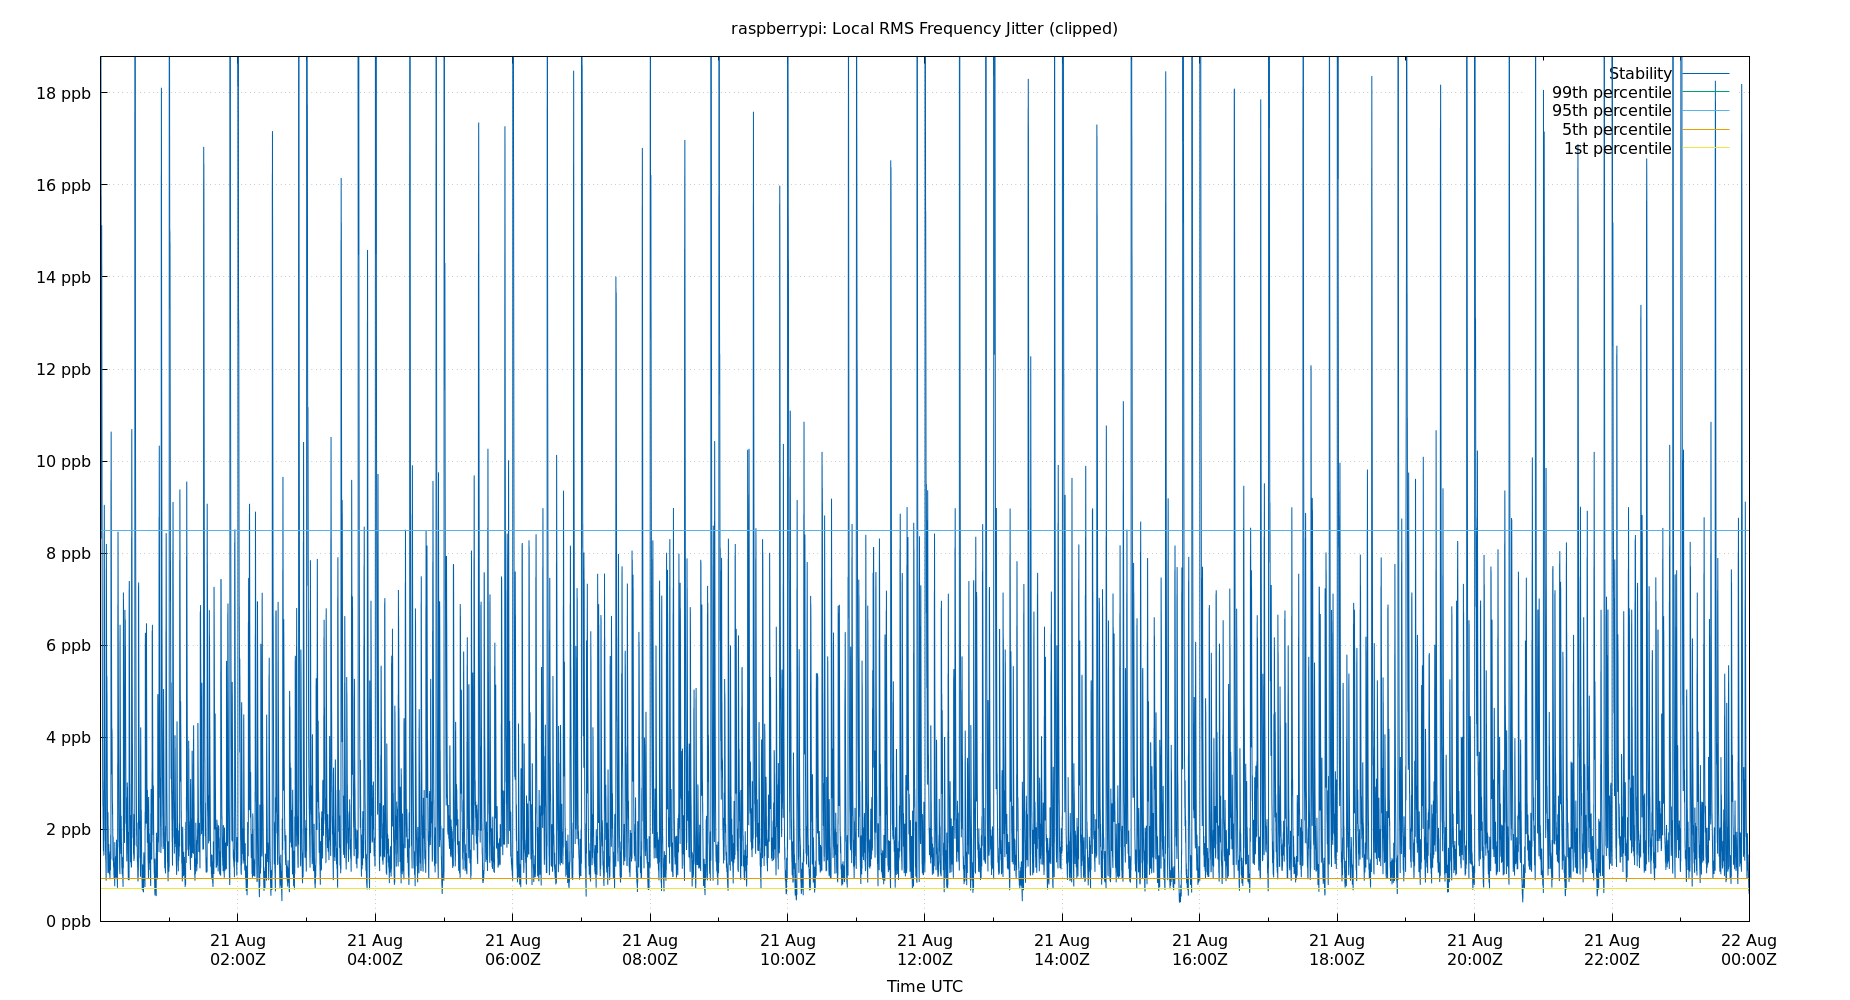 raspberrypi: Local RMS Frequency Jitter (clipped)
Stability
99th percentile
95th percentile
5th percentile
1st percentile
18 ppb
16 ppb
14 ppb
12 ppb
10 ppb
8 ppb
6 ppb
4 ppb
2 ppb
0 ppb
21 Aug 21 Aug 21 Aug 21 Aug 21 Aug 21 Aug 21 Aug 21 Aug 21 Aug 21 Aug 21 Aug 22 Aug
02:00Z 04:00Z 06:00Z 08:00Z 10:00Z 12:00Z 14:00Z 16:00Z 18:00Z 20:00Z 22:00Z 00:00Z
Time UTC